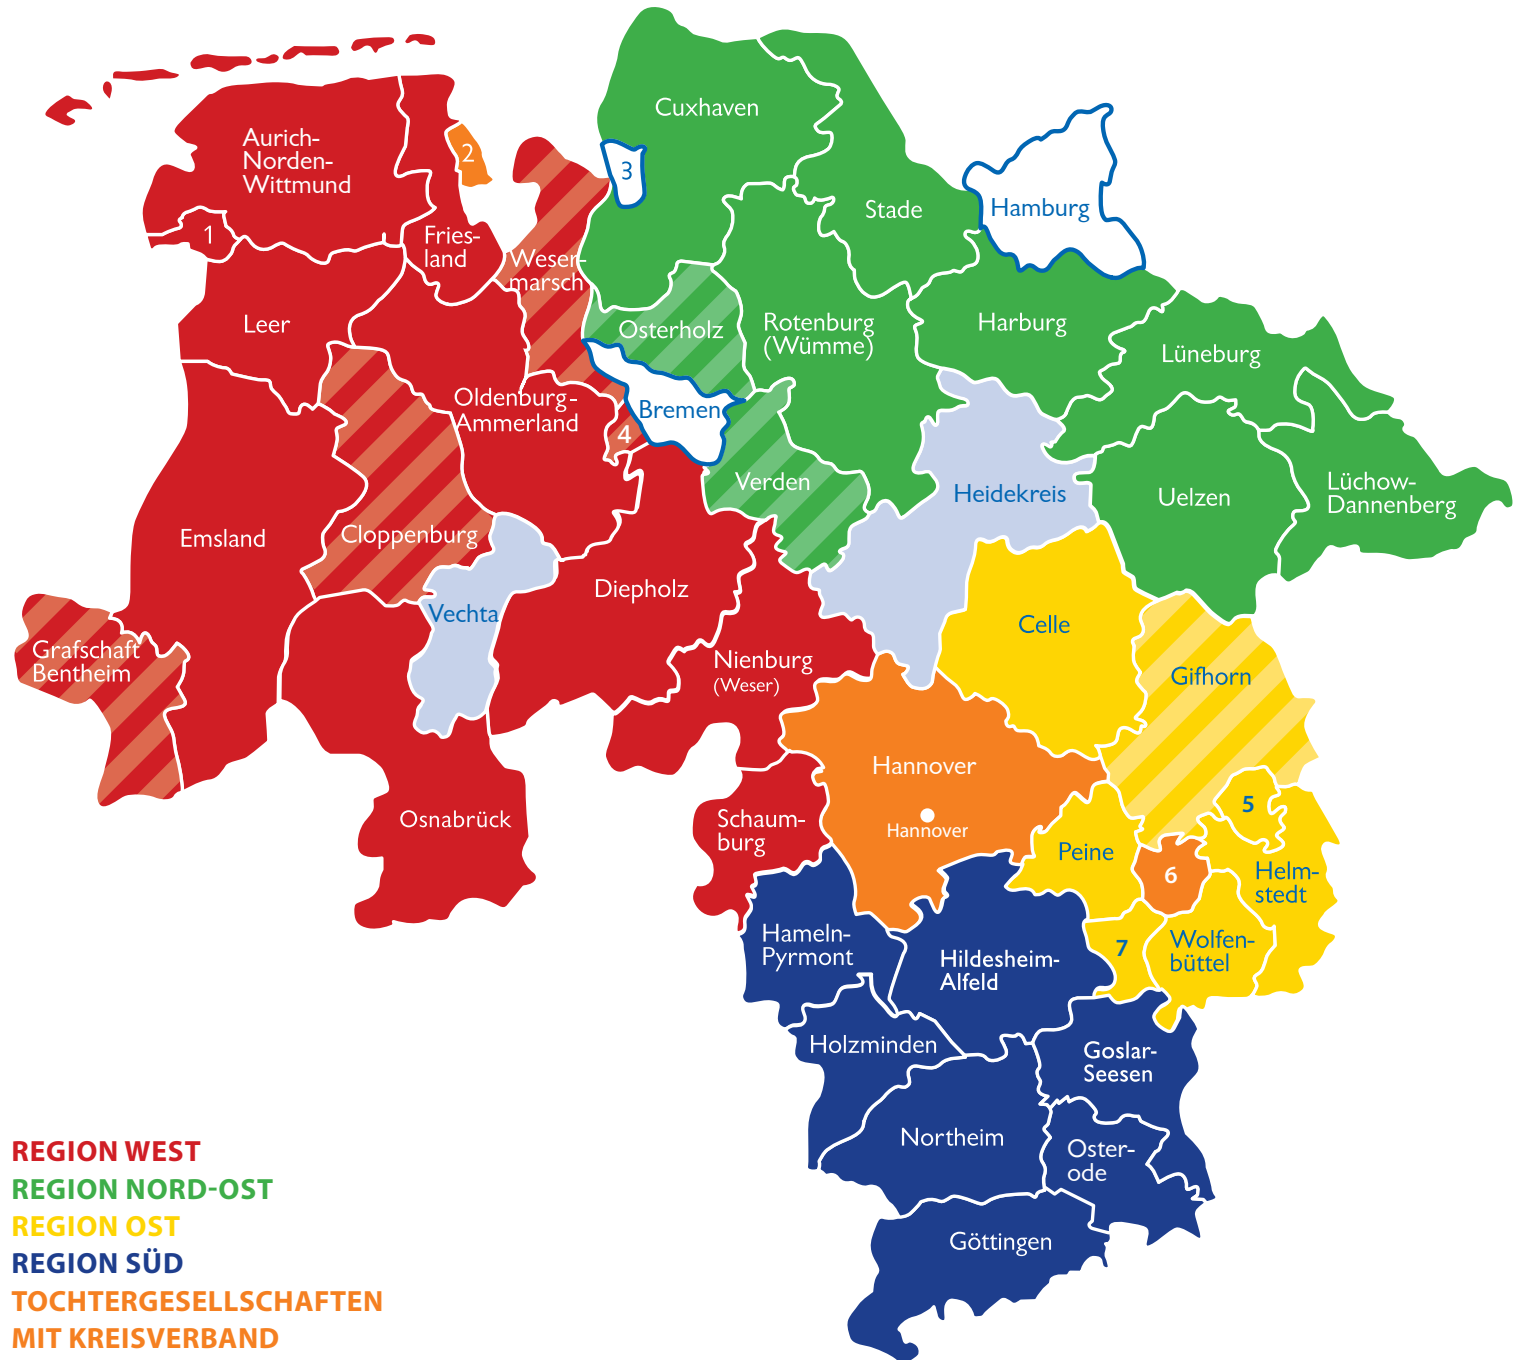 Cuxhaven
Aurich-
Norden-
Wittmund
2
3
Stade
Hamburg
1
Fries-
land
Weser-
marsch
Leer
Osterholz
Rotenburg
(Wümme)
Harburg
Lüneburg
Oldenburg-
Ammerland
Bremen
4
Verden
Heidekreis
Uelzen
Lüchow-
Dannenberg
Emsland
Cloppenburg
Diepholz
Vechta
Celle
Grafschaft
Bentheim
Nienburg
(Weser)
Gifhorn
Hannover
Hannover
Osnabrück
Schaum-
burg
Peine
5
6
Helm-
stedt
Hameln-
Pyrmont
Hildesheim-
Alfeld
7
Wolfen-
büttel
Holzminden
Goslar-
Seesen
Northeim
Oster-
ode
Göttingen
REGION WEST
REGION NORD-OST
REGION OST
REGION SÜD
TOCHTERGESELLSCHAFTEN
MIT KREISVERBAND